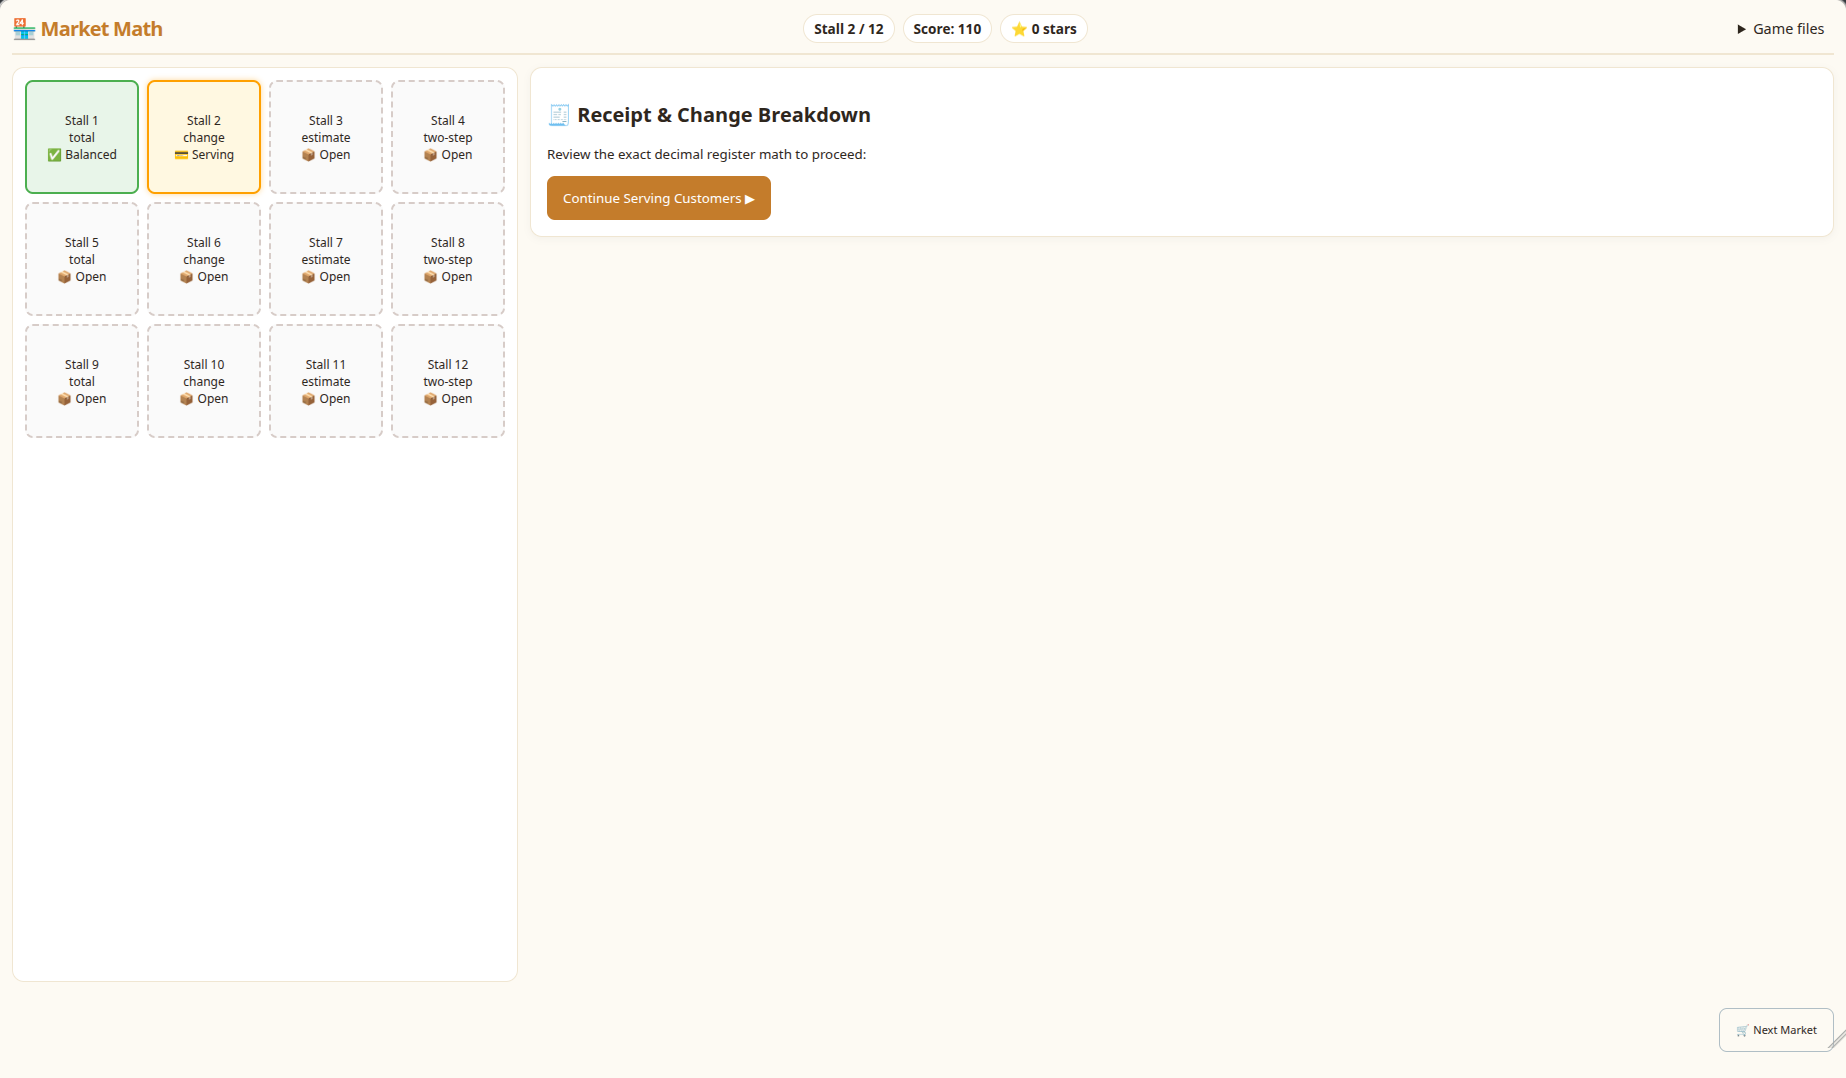 Market Math
Stall 2 / 12
Score: 110
⭐ 0 stars
▶ Game files
Stall 1
total
✅ Balanced
Stall 2
change
💳 Serving
Stall 3
estimate
📦 Open
Stall 4
two-step
📦 Open
Stall 5
total
📦 Open
Stall 6
change
📦 Open
Stall 7
estimate
📦 Open
Stall 8
two-step
📦 Open
Stall 9
total
📦 Open
Stall 10
change
📦 Open
Stall 11
estimate
📦 Open
Stall 12
two-step
📦 Open
🧾 Receipt & Change Breakdown
Review the exact decimal register math to proceed:
Continue Serving Customers ▶
🛒 Next Market